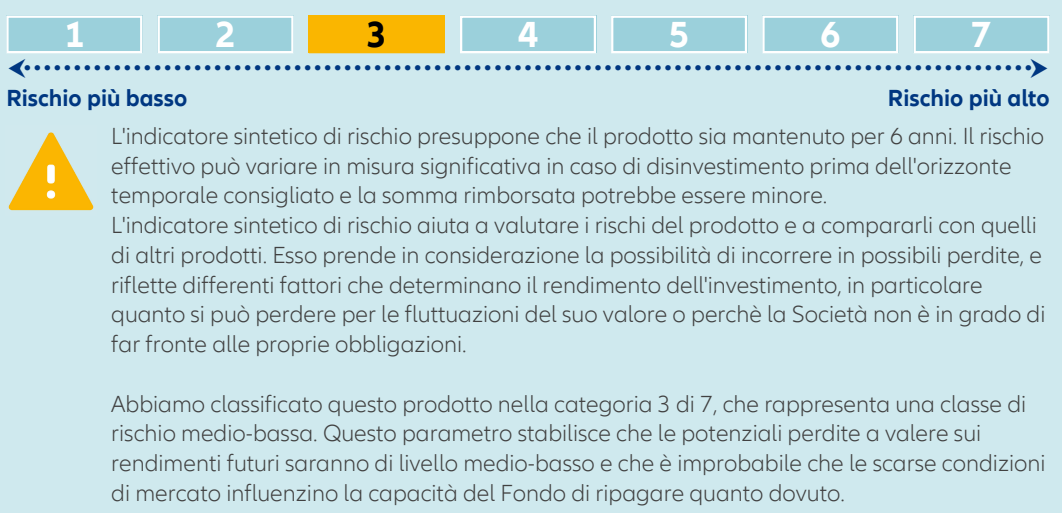 1 2 3 4 5 6 7
Rischio più basso Rischio più alto
L'indicatore sintetico di rischio presuppone che il prodotto sia mantenuto per 6 anni. Il rischio
effettivo può variare in misura significativa in caso di disinvestimento prima dell'orizzonte
temporale consigliato e la somma rimborsata potrebbe essere minore.
L'indicatore sintetico di rischio aiuta a valutare i rischi del prodotto e a compararli con quelli
di altri prodotti. Esso prende in considerazione la possibilità di incorrere in possibili perdite, e
riflette differenti fattori che determinano il rendimento dell'investimento, in particolare
quanto si può perdere per le fluttuazioni del suo valore o perchè la Società non è in grado di
far fronte alle proprie obbligazioni.
Abbiamo classificato questo prodotto nella categoria 3 di 7, che rappresenta una classe di
rischio medio-bassa. Questo parametro stabilisce che le potenziali perdite a valere sui
rendimenti futuri saranno di livello medio-basso e che è improbabile che le scarse condizioni
di mercato influenzino la capacità del Fondo di ripagare quanto dovuto.